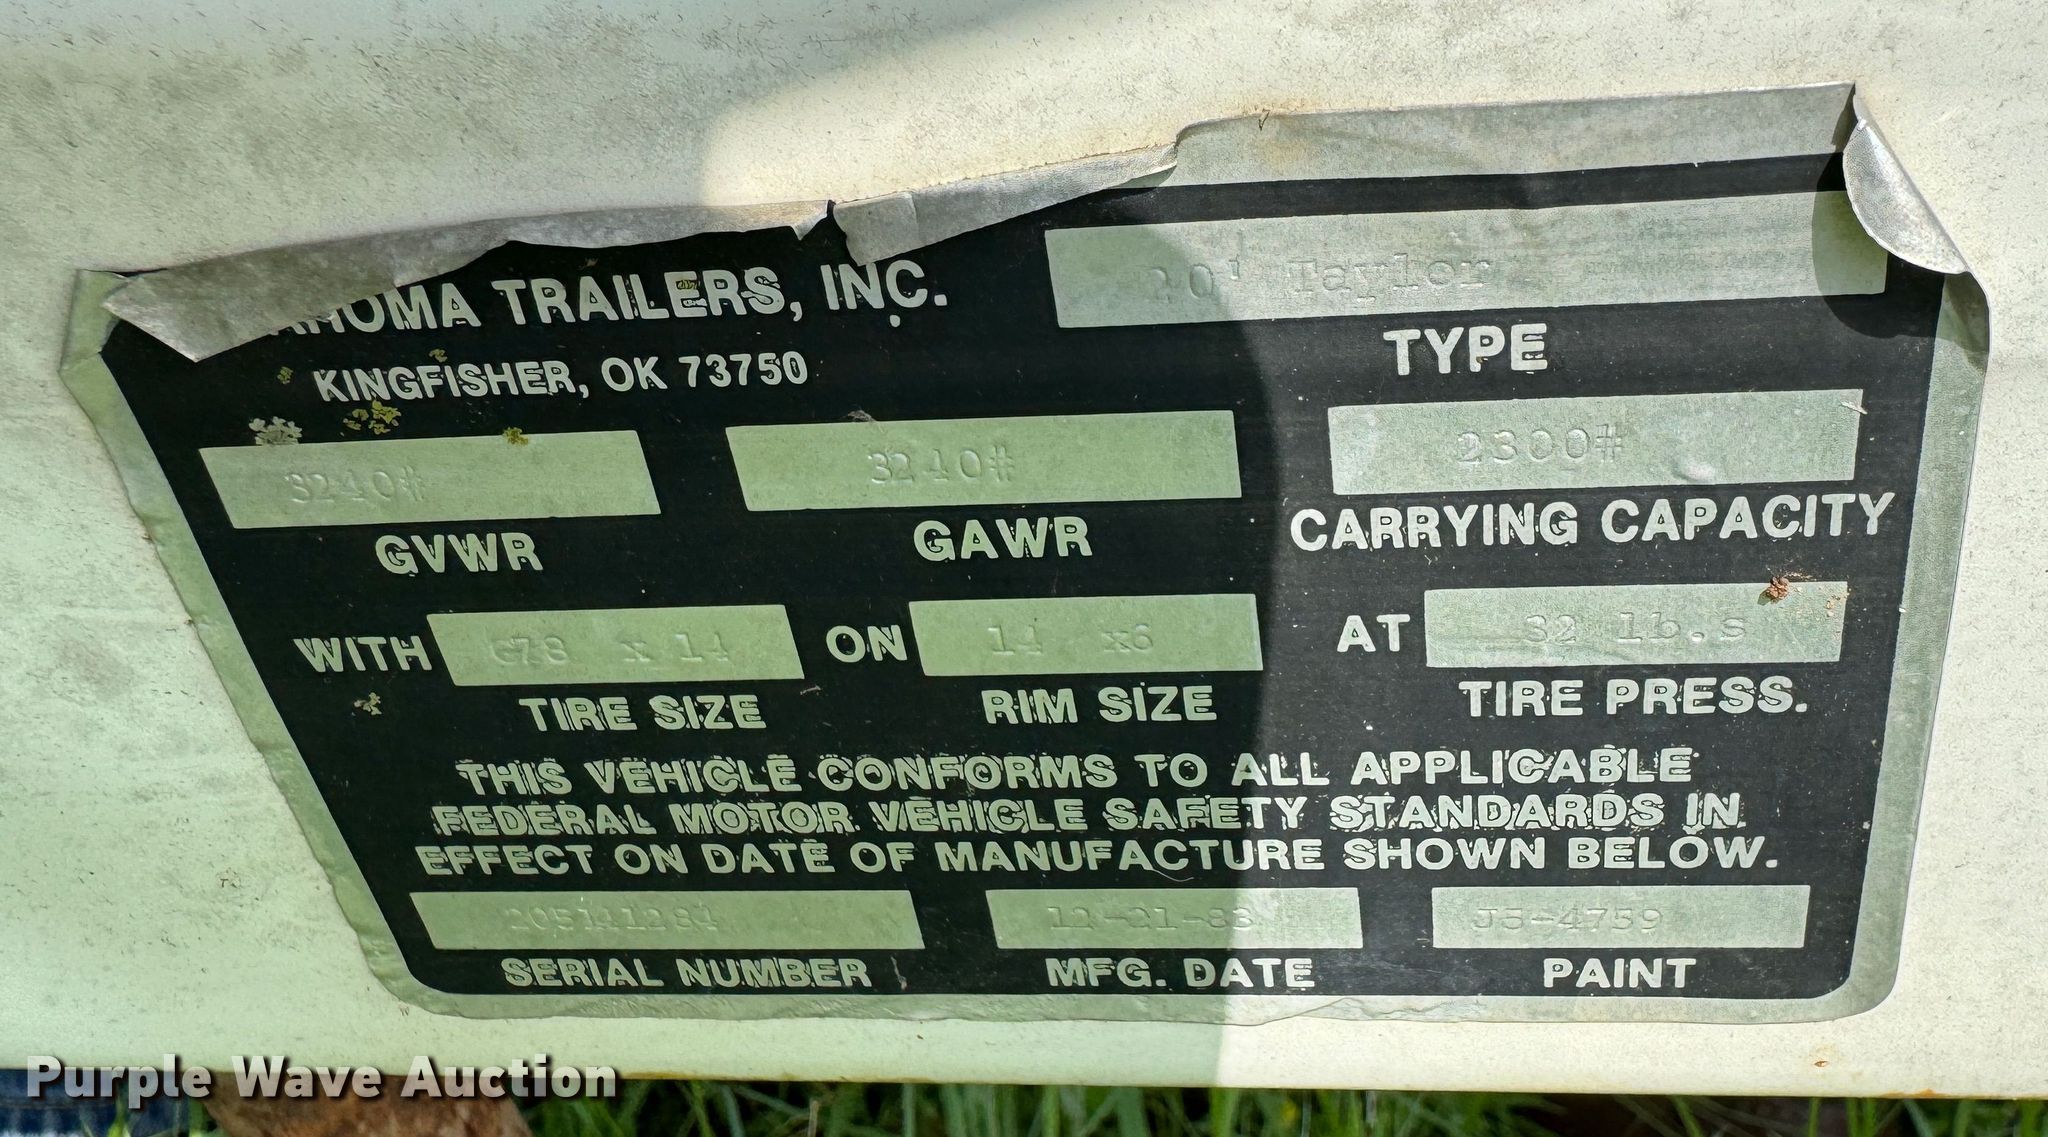 AHOMA TRAILERS, INC.
KINGFISHER, OK 73750
20' Taylor
TYPE
3240#
GVWR
3240#
GAWR
2300#
CARRYING CAPACITY
WITH G78 x 14 ON 14 x6 AT 32 lb.s
TIRE SIZE RIM SIZE TIRE PRESS.
THIS VEHICLE CONFORMS TO ALL APPLICABLE
FEDERAL MOTOR VEHICLE SAFETY STANDARDS IN
EFFECT ON DATE OF MANUFACTURE SHOWN BELOW.
205141284 12-21-83 J5-4759
SERIAL NUMBER MFG. DATE PAINT
Purple Wave Auction